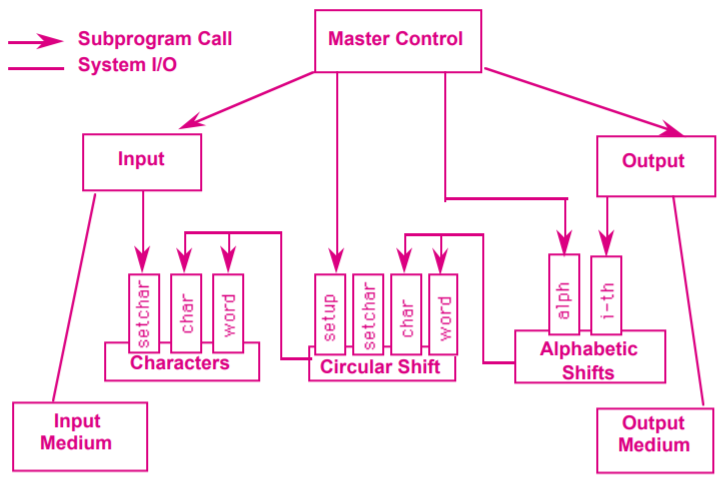 Subprogram Call
System I/O
Master Control
Input
Output
setchar
char
word
setup
setchar
char
word
alph
i-th
Characters
Circular Shift
Alphabetic
Shifts
Input
Medium
Output
Medium